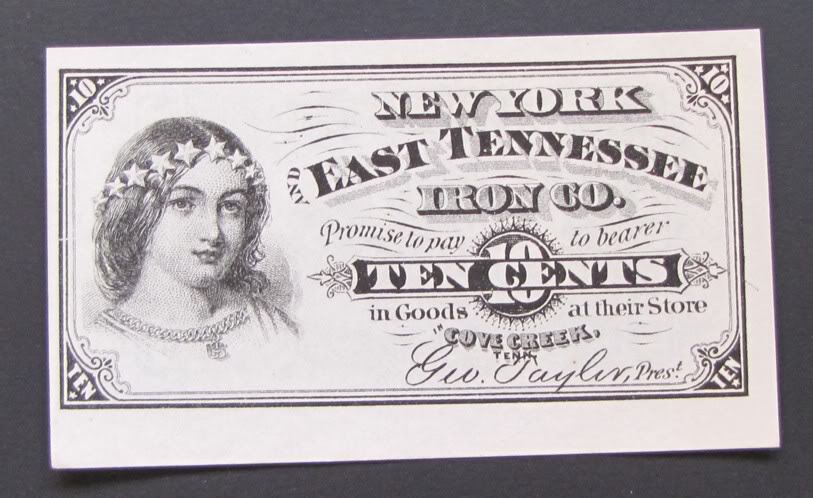 10 10
NEW YORK
AND EAST TENNESSEE
IRON CO.
Promise to pay to bearer
10
TEN CENTS
in Goods at their Store
IN COVE CREEK,
TENN.
Geo. Taylor, Prest.
TEN TEN